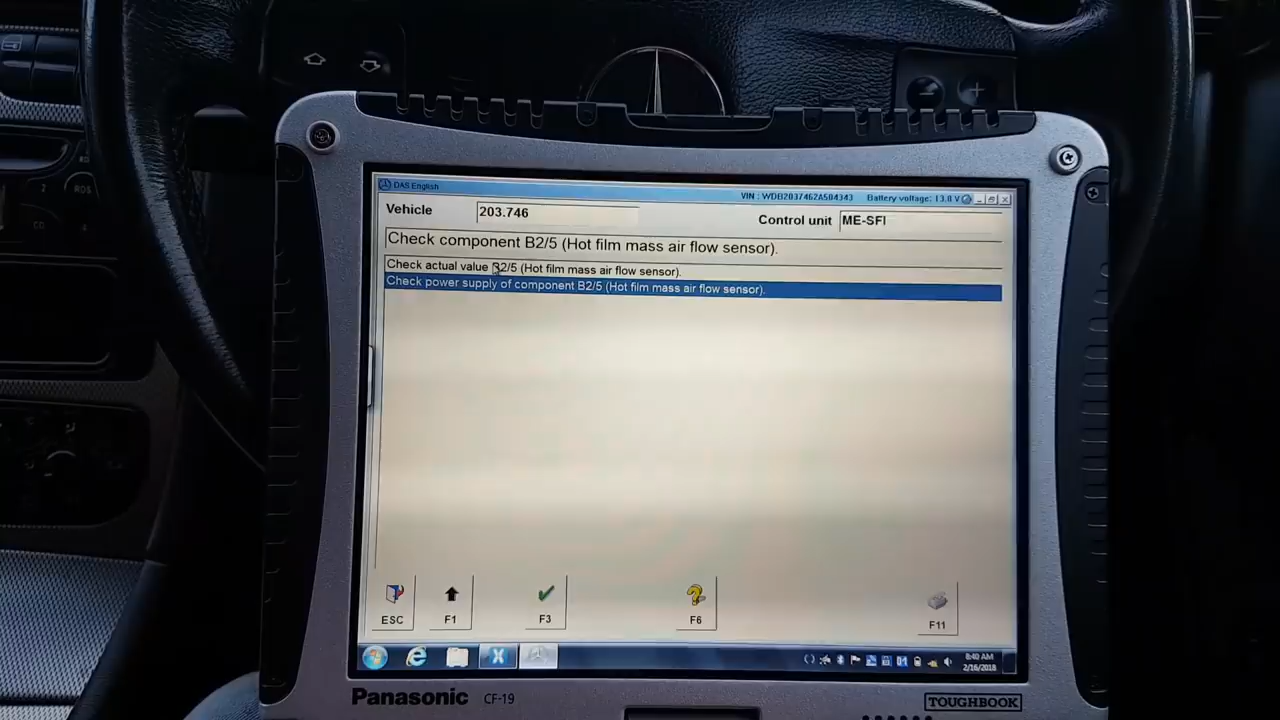 DAS English
VIN : WDB2037462A504343 Battery voltage: 13.0 V
Vehicle 203.746 Control unit ME-SFI
Check component B2/5 (Hot film mass air flow sensor).
Check actual value B2/5 (Hot film mass air flow sensor).
Check power supply of component B2/5 (Hot film mass air flow sensor).
ESC F1 F3 F6 F11
8:40 AM
2/16/2018
Panasonic CF-19 TOUGHBOOK